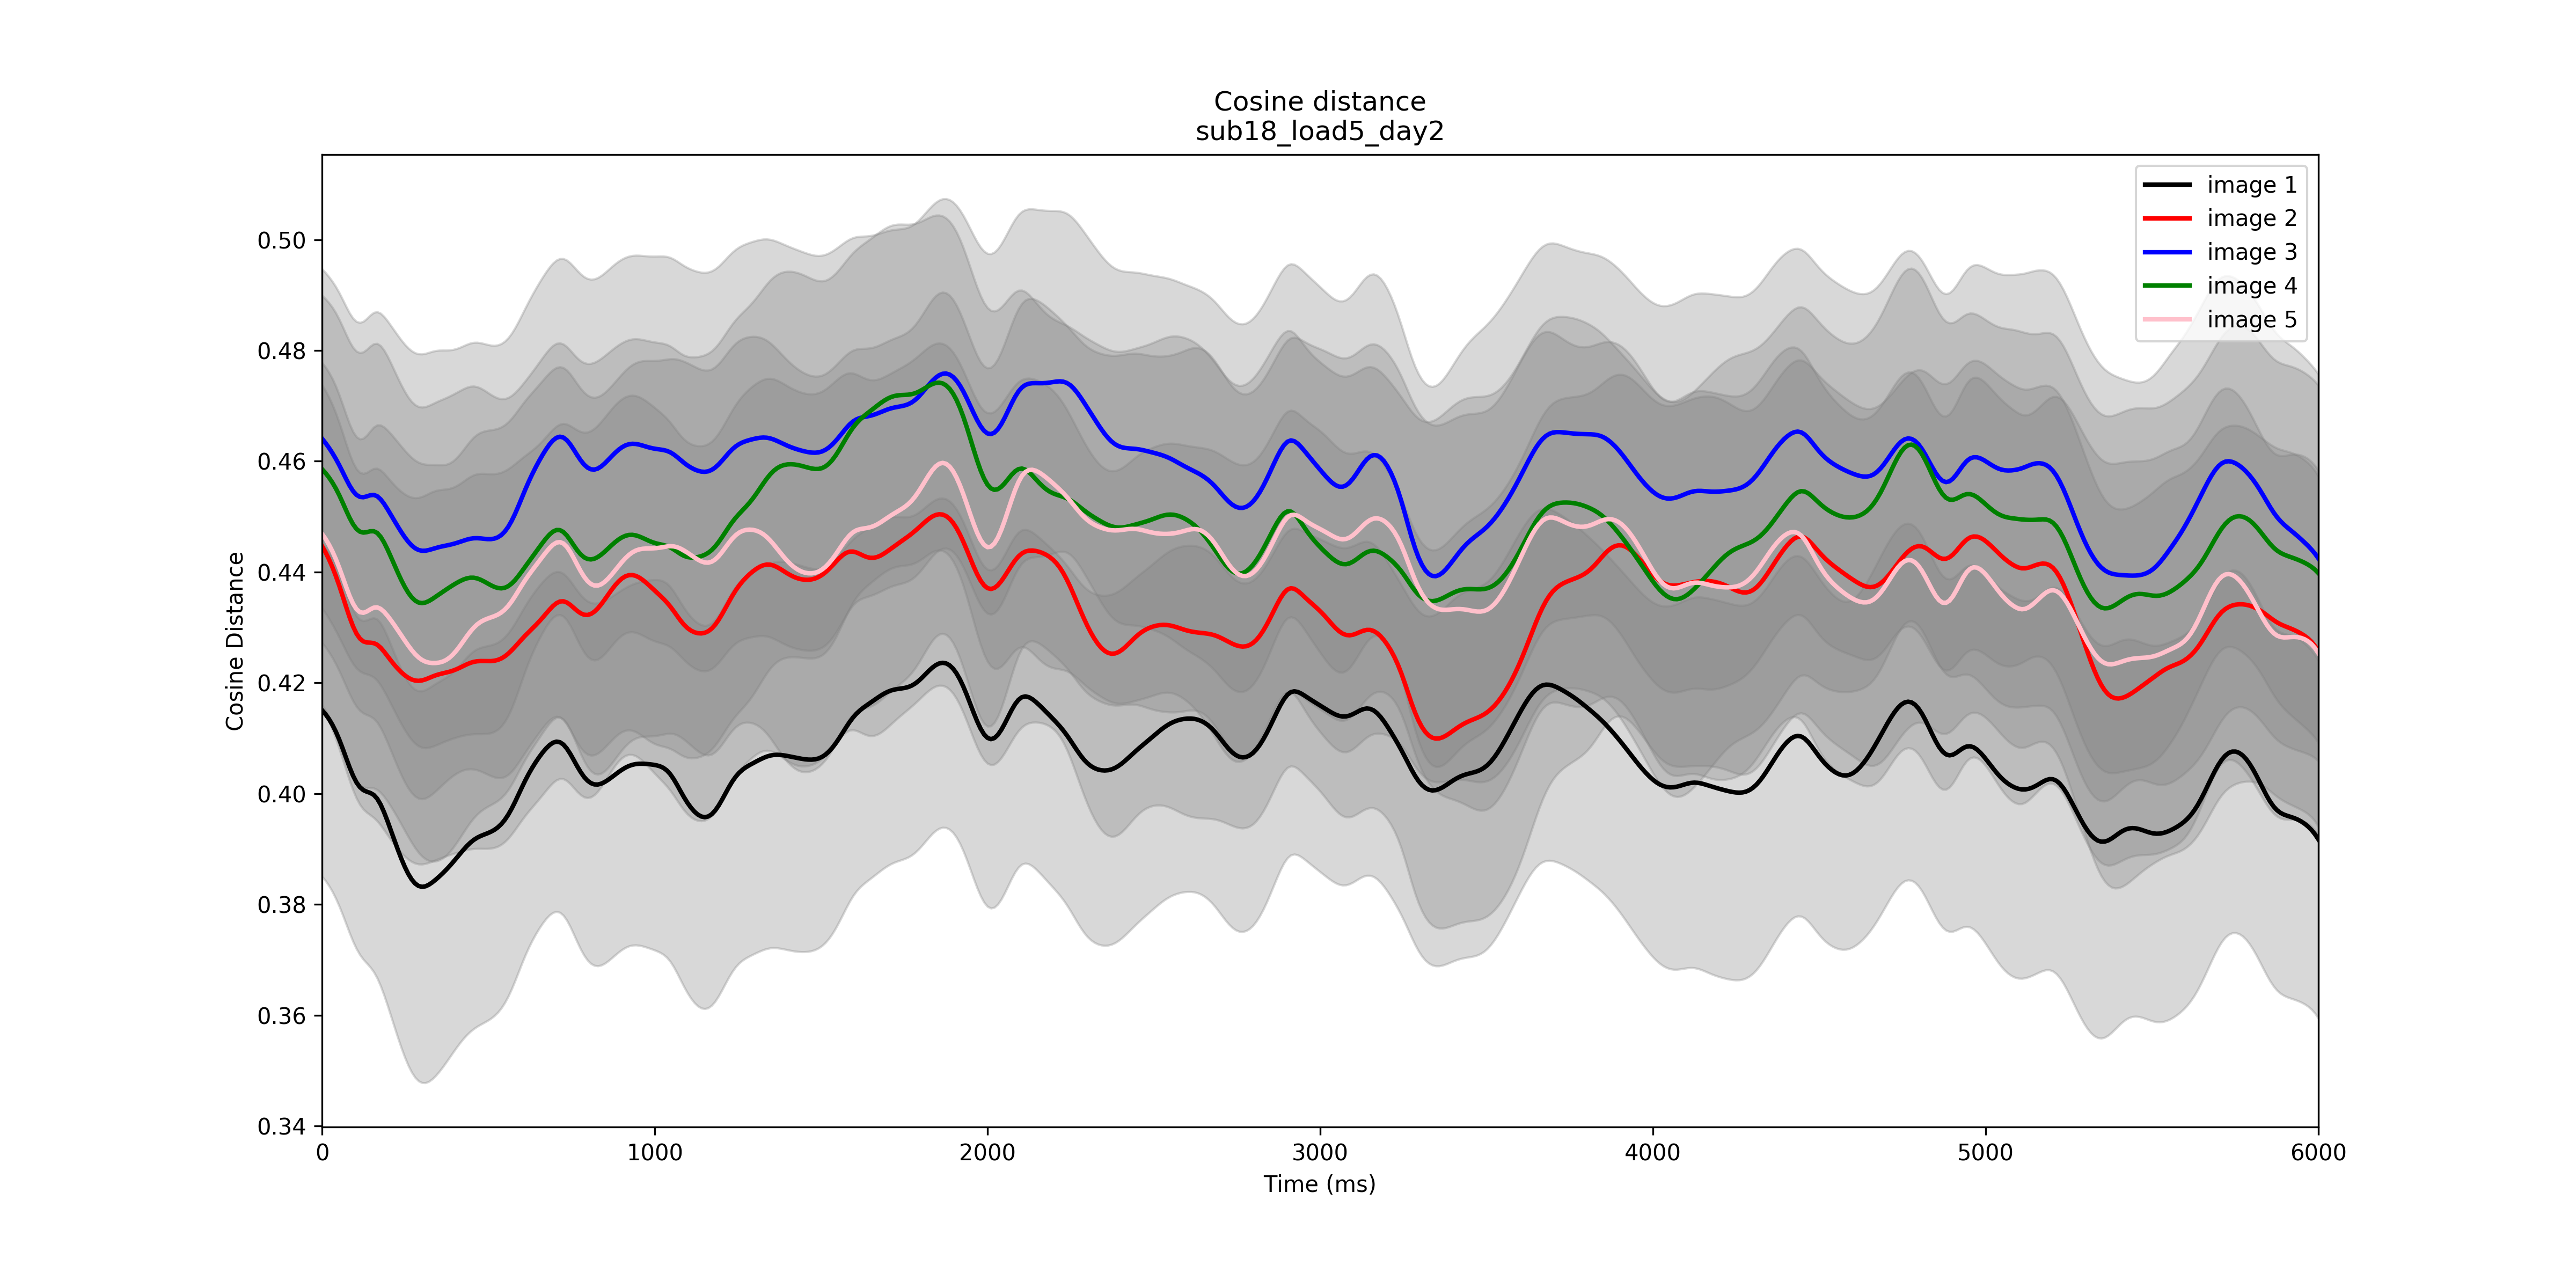 Cosine distance
sub18_load5_day2
image 1
image 2
image 3
image 4
image 5
0.50
0.48
0.46
0.44
0.42
0.40
0.38
0.36
0.34
Cosine Distance
0 1000 2000 3000 4000 5000 6000
Time (ms)